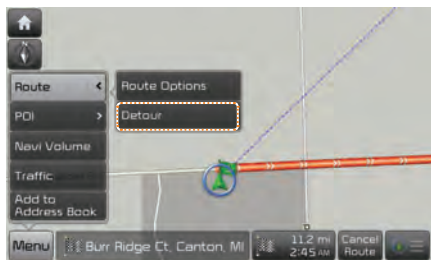 Route
Route Options
POI
Detour
Navi Volume
Traffic
Add to
Address Book
Menu
Burr Ridge Ct, Canton, MI
11.2 mi
2:45 AM
Cancel
Route